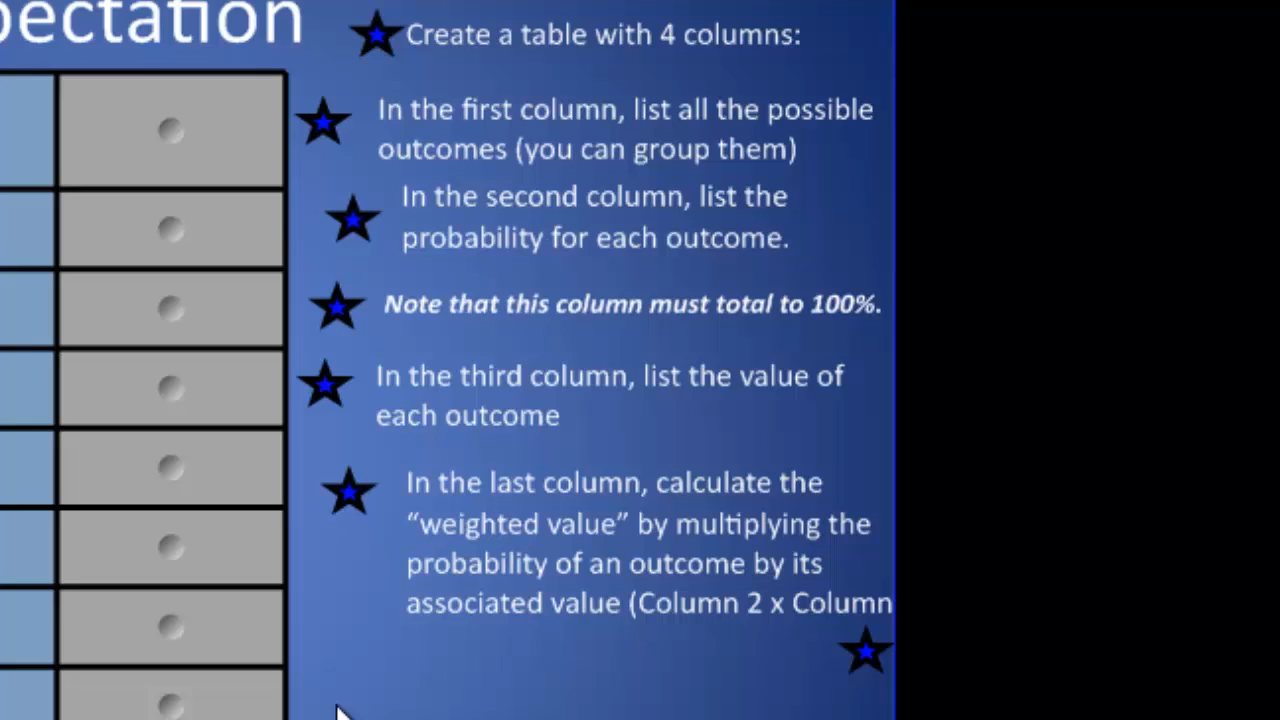 pectation
Create a table with 4 columns:
In the first column, list all the possible
outcomes (you can group them)
In the second column, list the
probability for each outcome.
Note that this column must total to 100%.
In the third column, list the value of
each outcome
In the last column, calculate the
“weighted value” by multiplying the
probability of an outcome by its
associated value (Column 2 x Column